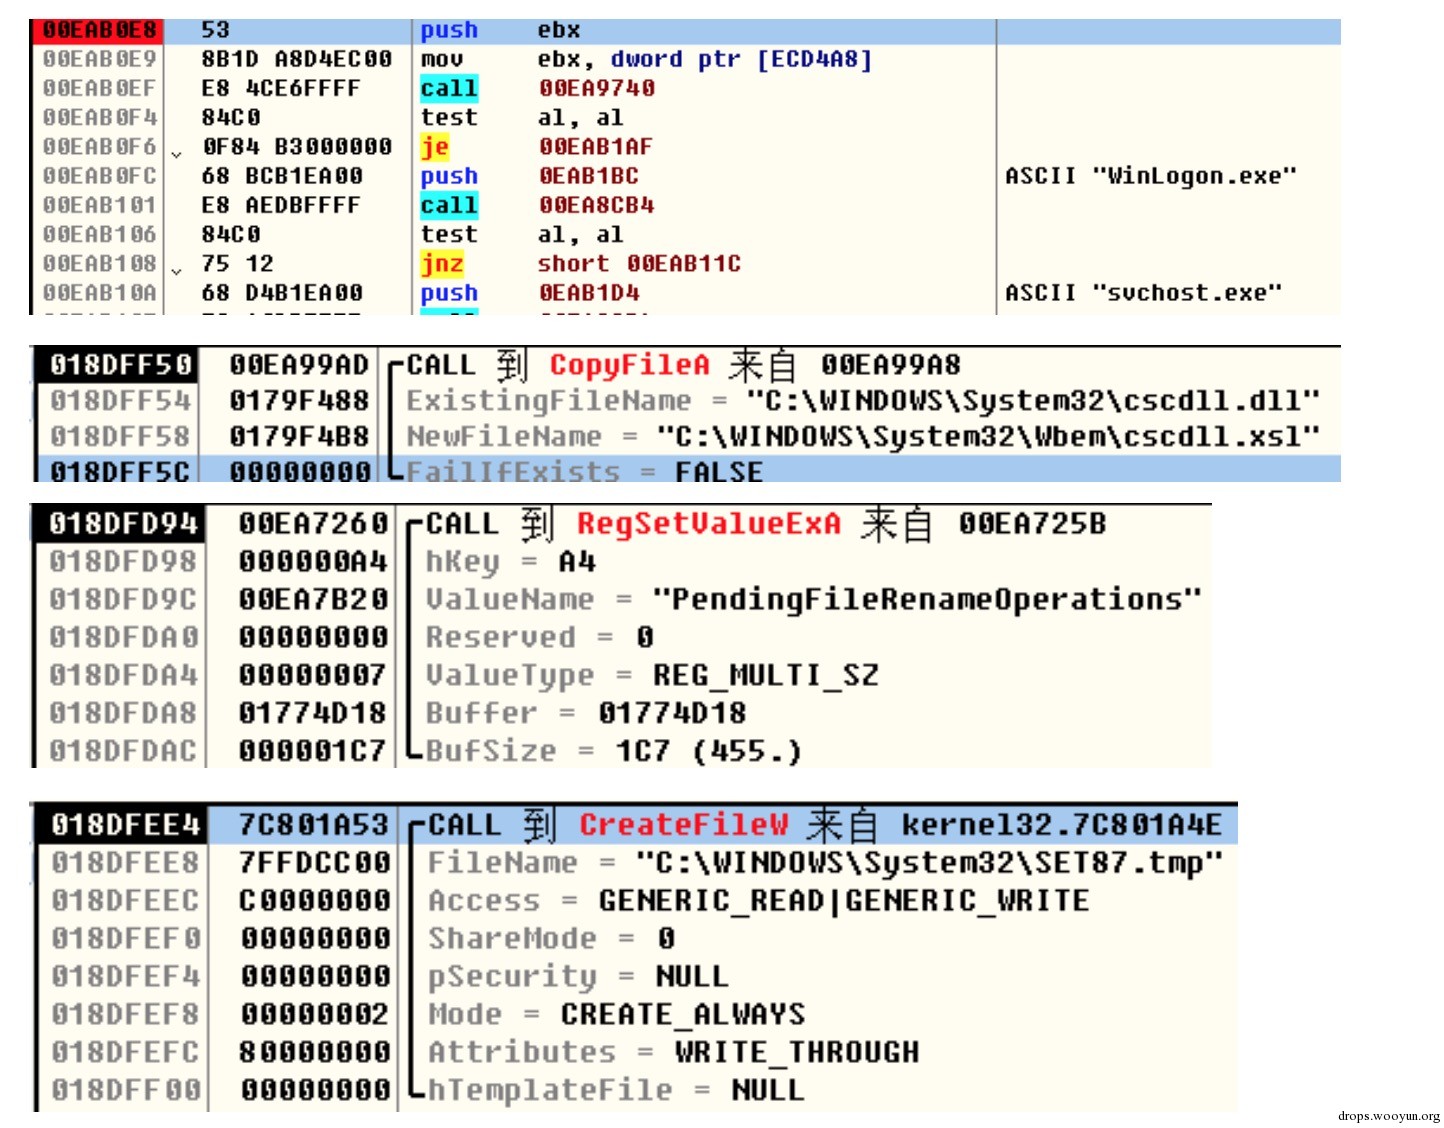 00EAB0E8 53 push ebx
00EAB0E9 8B1D A8D4EC00 mov ebx, dword ptr [ECD4A8]
00EAB0EF E8 4CE6FFFF call 00EA9740
00EAB0F4 84C0 test al, al
00EAB0F6 0F84 B3000000 je 00EAB1AF
00EAB0FC 68 BCB1EA00 push 0EAB1BC ASCII "WinLogon.exe"
00EAB101 E8 AEDBFFFF call 00EA8CB4
00EAB106 84C0 test al, al
00EAB108 75 12 jnz short 00EAB11C
00EAB10A 68 D4B1EA00 push 0EAB1D4 ASCII "svchost.exe"
018DFF50 00EA99AD CALL 到 CopyFileA 来自 00EA99A8
018DFF54 0179F488 ExistingFileName = "C:\WINDOWS\System32\cscdll.dll"
018DFF58 0179F4B8 NewFileName = "C:\WINDOWS\System32\Wbem\cscdll.xsl"
018DFF5C 00000000 FailIfExists = FALSE
018DFD94 00EA7260 CALL 到 RegSetValueExA 来自 00EA725B
018DFD98 000000A4 hKey = A4
018DFD9C 00EA7B20 ValueName = "PendingFileRenameOperations"
018DFDA0 00000000 Reserved = 0
018DFDA4 00000007 ValueType = REG_MULTI_SZ
018DFDA8 01774D18 Buffer = 01774D18
018DFDAC 000001C7 BufSize = 1C7 (455.)
018DFEE4 7C801A53 CALL 到 CreateFileW 来自 kernel32.7C801A4E
018DFEE8 7FFDCC00 FileName = "C:\WINDOWS\System32\SET87.tmp"
018DFEEC C0000000 Access = GENERIC_READ|GENERIC_WRITE
018DFEF0 00000000 ShareMode = 0
018DFEF4 00000000 pSecurity = NULL
018DFEF8 00000002 Mode = CREATE_ALWAYS
018DFEFC 80000000 Attributes = WRITE_THROUGH
018DFF00 00000000 hTemplateFile = NULL
drops.wooyun.org